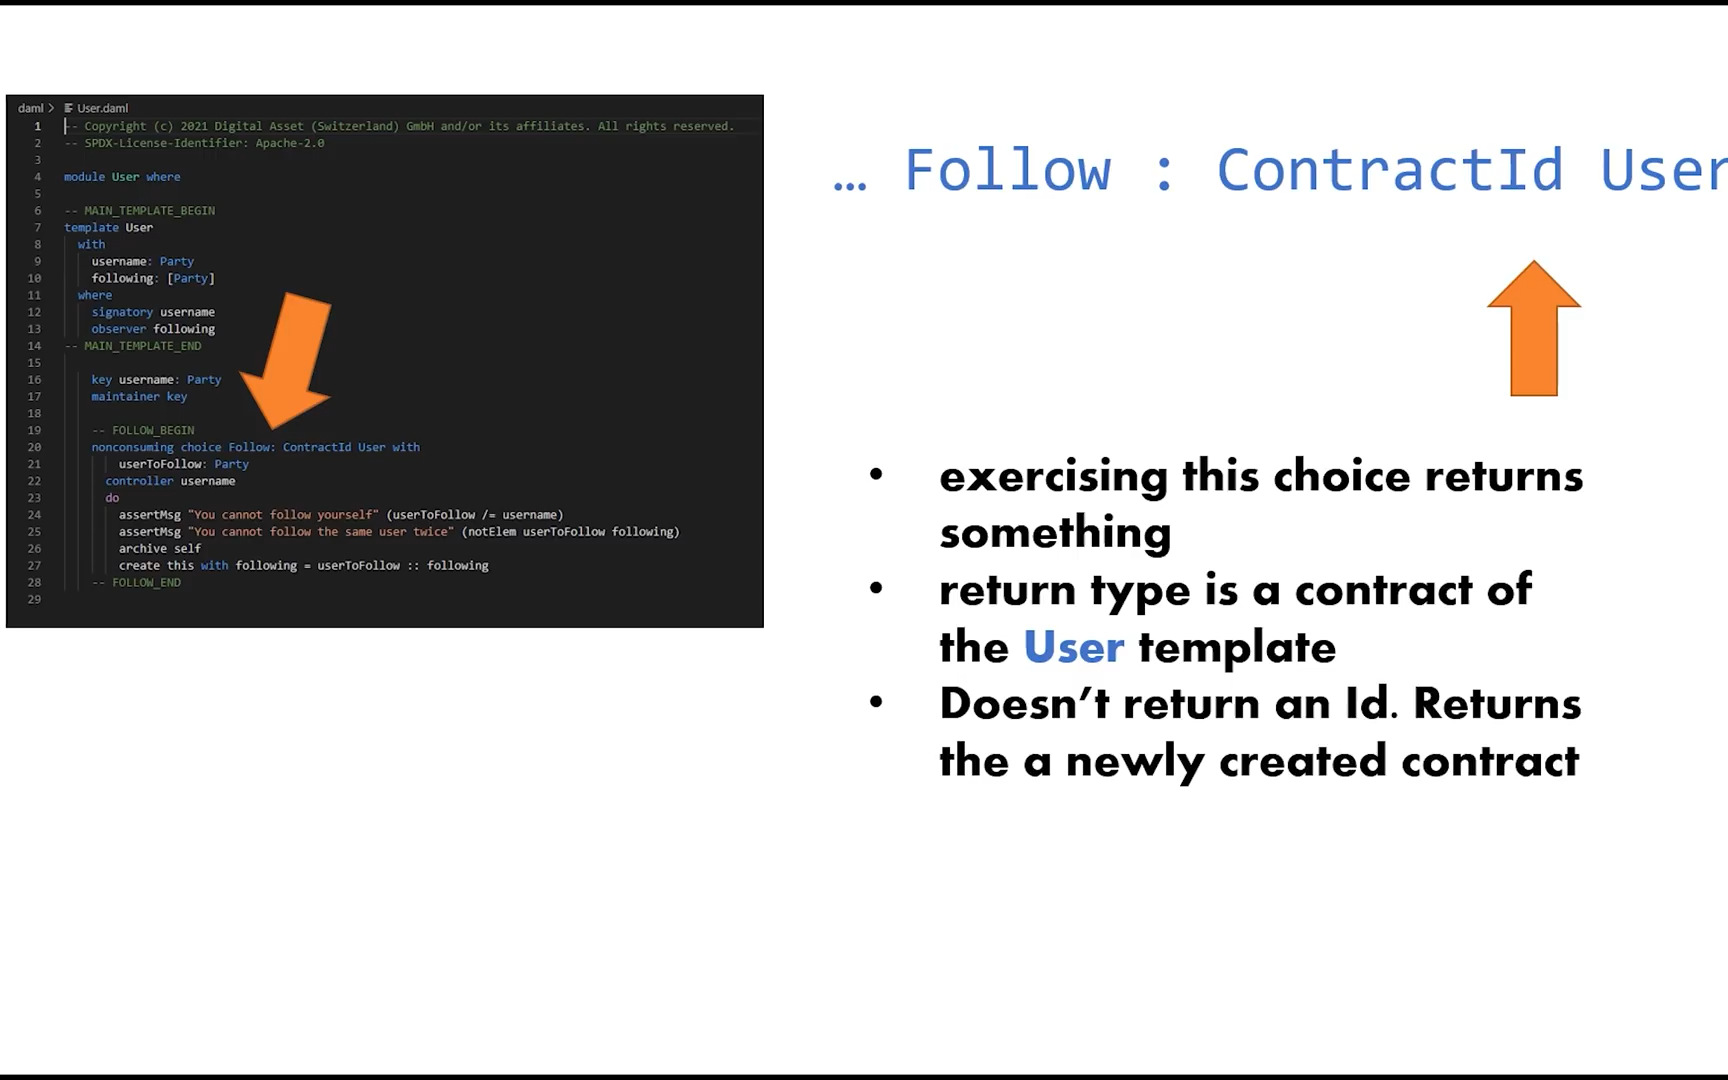 daml > User.daml
1 -- Copyright (c) 2021 Digital Asset (Switzerland) GmbH and/or its affiliates. All rights reserved.
2 -- SPDX-License-Identifier: Apache-2.0
3
4 module User where
5
6 -- MAIN_TEMPLATE_BEGIN
7 template User
8 with
9 username: Party
10 following: [Party]
11 where
12 signatory username
13 observer following
14 -- MAIN_TEMPLATE_END
15
16 key username: Party
17 maintainer key
18
19 -- FOLLOW_BEGIN
20 nonconsuming choice Follow: ContractId User with
21 userToFollow: Party
22 controller username
23 do
24 assertMsg "You cannot follow yourself" (userToFollow /= username)
25 assertMsg "You cannot follow the same user twice" (notElem userToFollow following)
26 archive self
27 create this with following = userToFollow :: following
28 -- FOLLOW_END
29
… Follow : ContractId User
• exercising this choice returns
something
• return type is a contract of
the User template
• Doesn’t return an Id. Returns
the a newly created contract